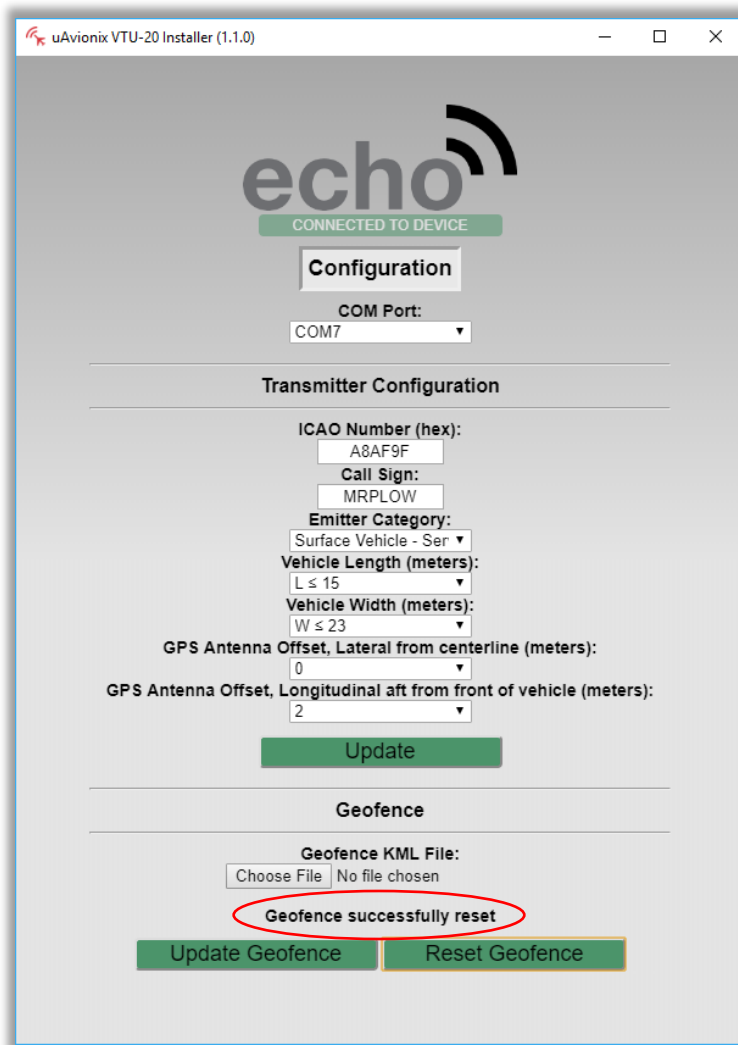 uAvionix VTU-20 Installer (1.1.0)
echo
CONNECTED TO DEVICE
Configuration
COM Port:
COM7
Transmitter Configuration
ICAO Number (hex):
A8AF9F
Call Sign:
MRPLOW
Emitter Category:
Surface Vehicle - Ser
Vehicle Length (meters):
L ≤ 15
Vehicle Width (meters):
W ≤ 23
GPS Antenna Offset, Lateral from centerline (meters):
0
GPS Antenna Offset, Longitudinal aft from front of vehicle (meters):
2
Update
Geofence
Geofence KML File:
Choose File No file chosen
Geofence successfully reset
Update Geofence Reset Geofence